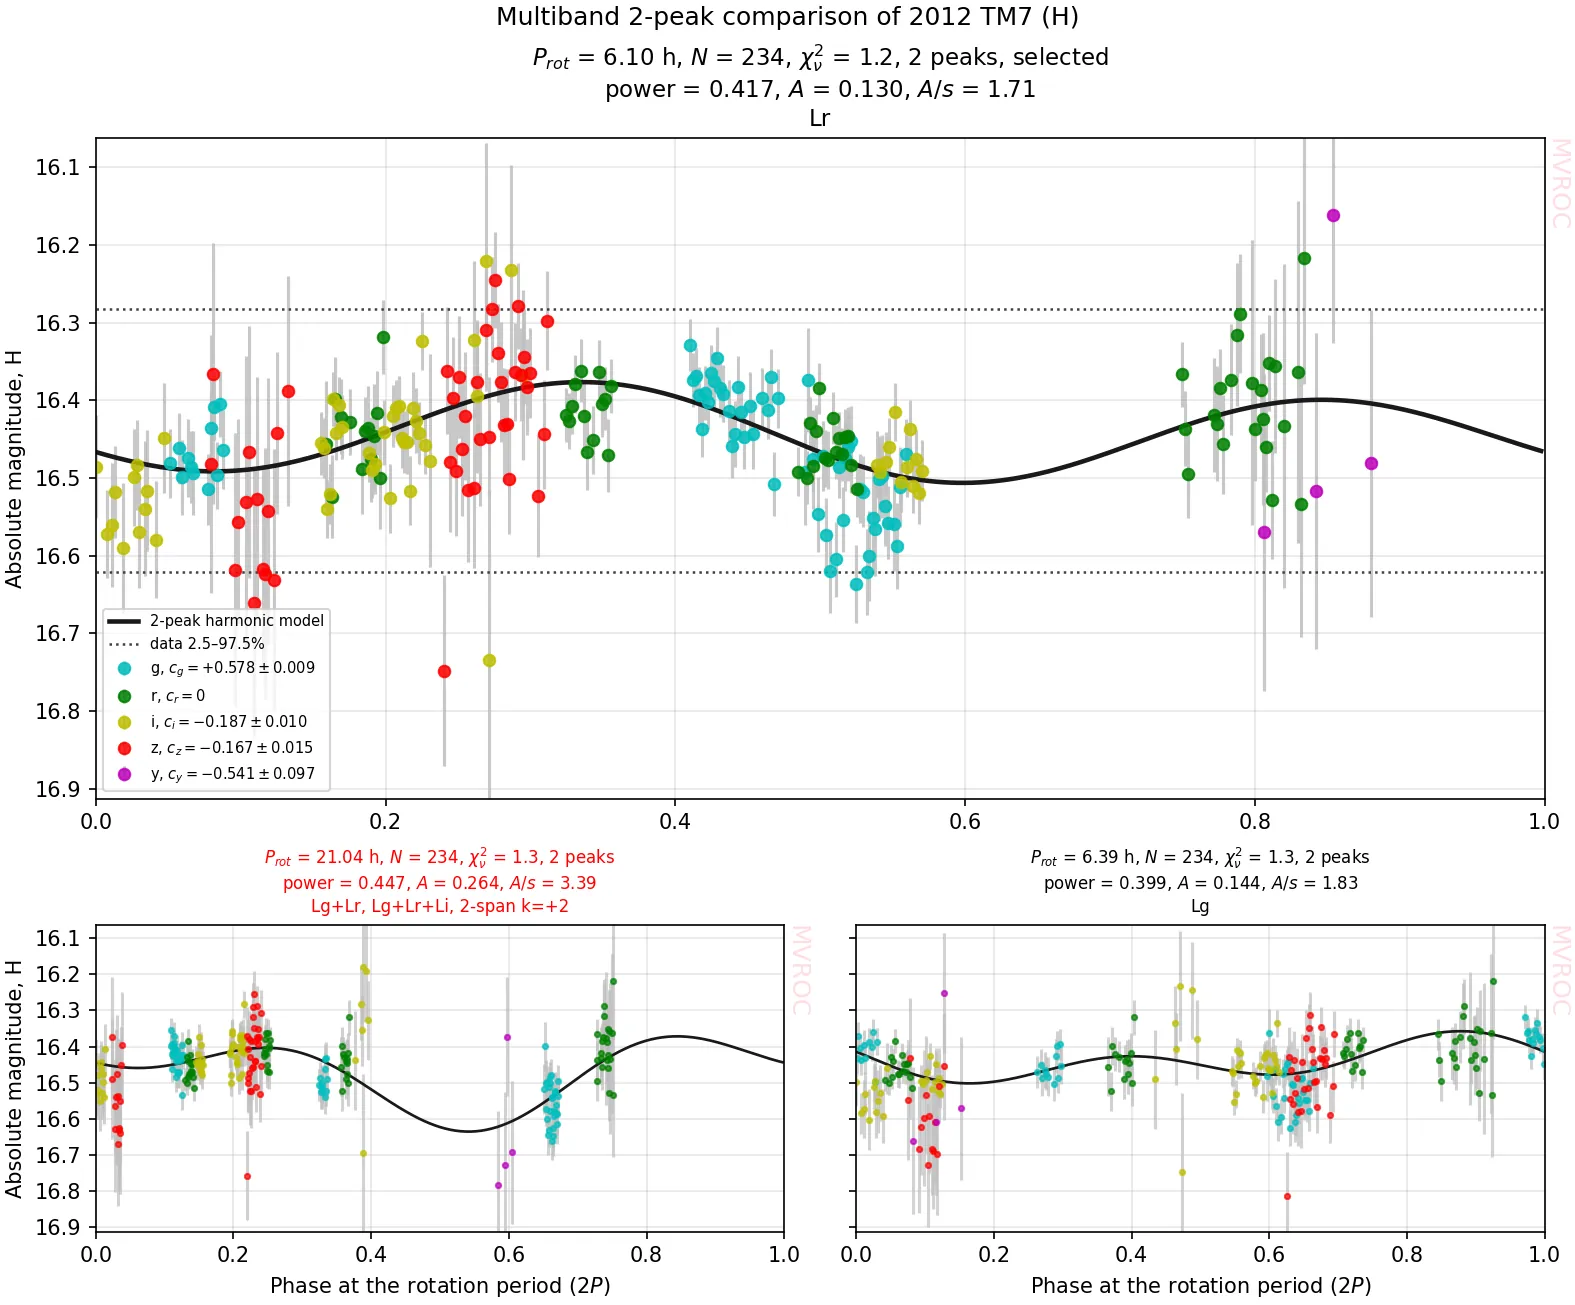 Multiband 2-peak comparison of 2012 TM7 (H)
P_rot = 6.10 h, N = 234, χ²_ν = 1.2, 2 peaks, selected
power = 0.417, A = 0.130, A/s = 1.71
Lr
MVROC
Absolute magnitude, H
16.1
16.2
16.3
16.4
16.5
16.6
16.7
16.8
16.9
2-peak harmonic model
data 2.5–97.5%
g, c_g = +0.578 ± 0.009
r, c_r = 0
i, c_i = −0.187 ± 0.010
z, c_z = −0.167 ± 0.015
y, c_y = −0.541 ± 0.097
0.0 0.2 0.4 0.6 0.8 1.0
P_rot = 21.04 h, N = 234, χ²_ν = 1.3, 2 peaks
power = 0.447, A = 0.264, A/s = 3.39
Lg+Lr, Lg+Lr+Li, 2-span k=+2
MVROC
Absolute magnitude, H
16.1
16.2
16.3
16.4
16.5
16.6
16.7
16.8
16.9
0.0 0.2 0.4 0.6 0.8 1.0
Phase at the rotation period (2P)
P_rot = 6.39 h, N = 234, χ²_ν = 1.3, 2 peaks
power = 0.399, A = 0.144, A/s = 1.83
Lg
MVROC
0.0 0.2 0.4 0.6 0.8 1.0
Phase at the rotation period (2P)